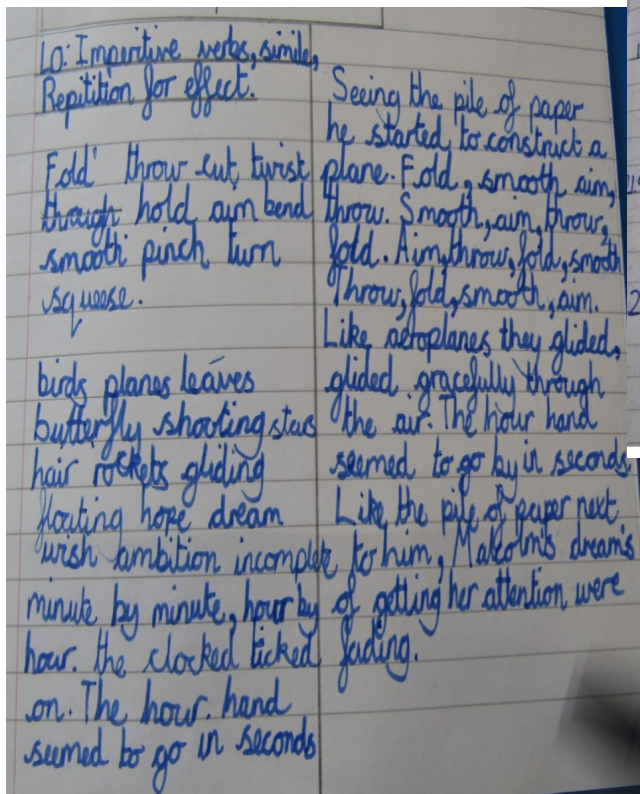 Lo: Imperitive verbs, simile,
Repitition for effect.
Fold throw cut twist
though hold aim bend
smooth pinch turn
squeese.
birds planes leaves
butterfly shooting stars
hair rockets gliding
floating hope dream
wish ambition incomplete
minute by minute, hour by
hour. the clocked ticked
on. The hour hand
seemed to go in seconds
Seeing the pile of paper
he started to construct a
plane. Fold, smooth aim,
throw. Smooth, aim, throw,
fold. Aim, throw, fold, smooth
Throw, fold, smooth, aim.
Like aeroplanes they glided,
glided gracefully through
the air. The hour hand
seemed to go by in seconds.
Like the pile of paper next
to him, Malcolm's dream's
of getting her attention were
fading.